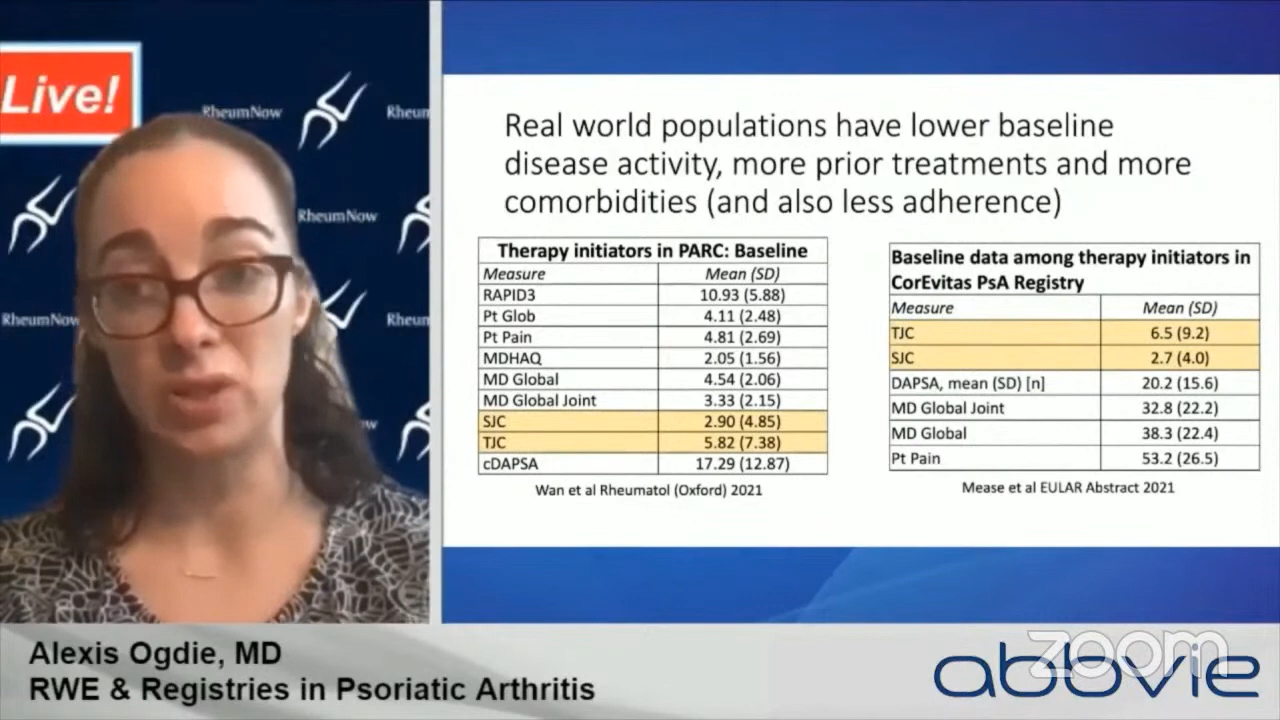 Live!
RheumNow
Rheum
RheumNow
RheumNow
Rheum
Real world populations have lower baseline
disease activity, more prior treatments and more
comorbidities (and also less adherence)
Therapy initiators in PARC: Baseline
Measure Mean (SD)
RAPID3 10.93 (5.88)
Pt Glob 4.11 (2.48)
Pt Pain 4.81 (2.69)
MDHAQ 2.05 (1.56)
MD Global 4.54 (2.06)
MD Global Joint 3.33 (2.15)
SJC 2.90 (4.85)
TJC 5.82 (7.38)
cDAPSA 17.29 (12.87)
Wan et al Rheumatol (Oxford) 2021
Baseline data among therapy initiators in
CorEvitas PsA Registry
Measure Mean (SD)
TJC 6.5 (9.2)
SJC 2.7 (4.0)
DAPSA, mean (SD) [n] 20.2 (15.6)
MD Global Joint 32.8 (22.2)
MD Global 38.3 (22.4)
Pt Pain 53.2 (26.5)
Mease et al EULAR Abstract 2021
Alexis Ogdie, MD
RWE & Registries in Psoriatic Arthritis
zoom
abbvie